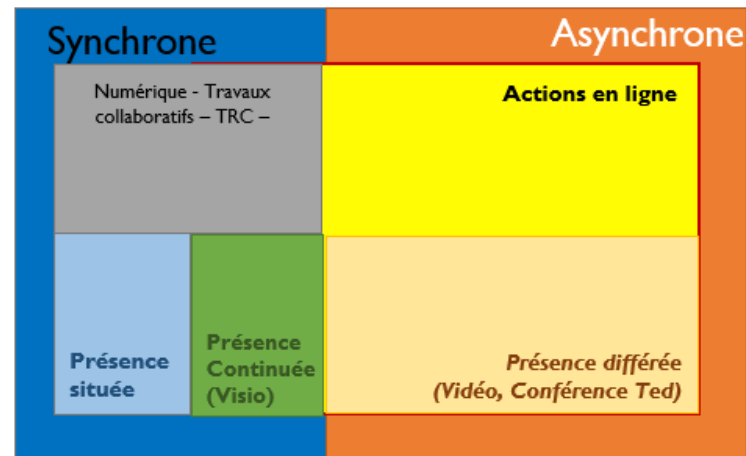 Synchrone
Asynchrone
Numérique - Travaux
collaboratifs – TRC –
Actions en ligne
Présence
située
Présence
Continuée
(Visio)
Présence différée
(Vidéo, Conférence Ted)